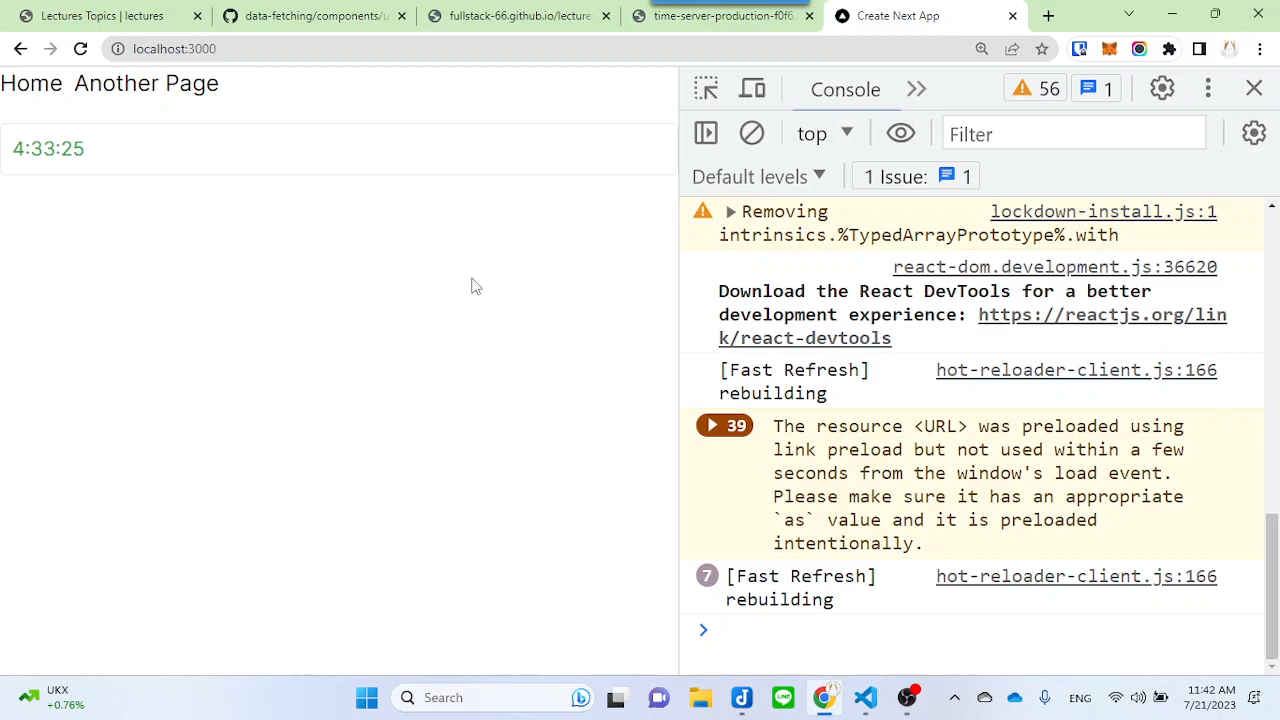 Lectures Topics | lectures
data-fetching/components/u
fullstack-66.github.io/lecture
time-server-production-f0f6
Create Next App
localhost:3000
Home Another Page
4:33:25
Console
56
1
top
Filter
Default levels
1 Issue: 1
Removing lockdown-install.js:1
intrinsics.%TypedArrayPrototype%.with
react-dom.development.js:36620
Download the React DevTools for a better
development experience: https://reactjs.org/lin
k/react-devtools
[Fast Refresh] hot-reloader-client.js:166
rebuilding
39 The resource <URL> was preloaded using
link preload but not used within a few
seconds from the window's load event.
Please make sure it has an appropriate
`as` value and it is preloaded
intentionally.
7 [Fast Refresh] hot-reloader-client.js:166
rebuilding
UKX
+0.76%
Search
LINE
ENG
11:42 AM
7/21/2023